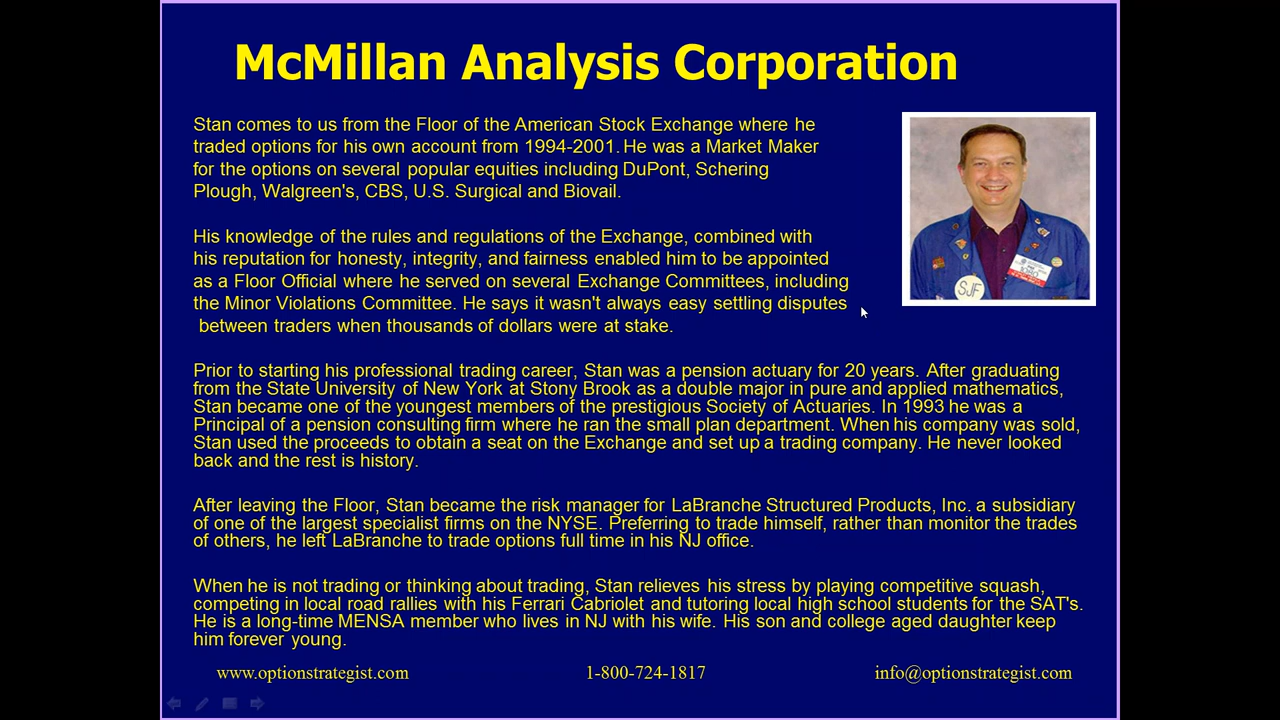 McMillan Analysis Corporation
Stan comes to us from the Floor of the American Stock Exchange where he
traded options for his own account from 1994-2001. He was a Market Maker
for the options on several popular equities including DuPont, Schering
Plough, Walgreen's, CBS, U.S. Surgical and Biovail.
His knowledge of the rules and regulations of the Exchange, combined with
his reputation for honesty, integrity, and fairness enabled him to be appointed
as a Floor Official where he served on several Exchange Committees, including
the Minor Violations Committee. He says it wasn't always easy settling disputes
between traders when thousands of dollars were at stake.
SJF
Prior to starting his professional trading career, Stan was a pension actuary for 20 years. After graduating
from the State University of New York at Stony Brook as a double major in pure and applied mathematics,
Stan became one of the youngest members of the prestigious Society of Actuaries. In 1993 he was a
Principal of a pension consulting firm where he ran the small plan department. When his company was sold,
Stan used the proceeds to obtain a seat on the Exchange and set up a trading company. He never looked
back and the rest is history.
After leaving the Floor, Stan became the risk manager for LaBranche Structured Products, Inc. a subsidiary
of one of the largest specialist firms on the NYSE. Preferring to trade himself, rather than monitor the trades
of others, he left LaBranche to trade options full time in his NJ office.
When he is not trading or thinking about trading, Stan relieves his stress by playing competitive squash,
competing in local road rallies with his Ferrari Cabriolet and tutoring local high school students for the SAT's.
He is a long-time MENSA member who lives in NJ with his wife. His son and college aged daughter keep
him forever young.
www.optionstrategist.com
1-800-724-1817
info@optionstrategist.com